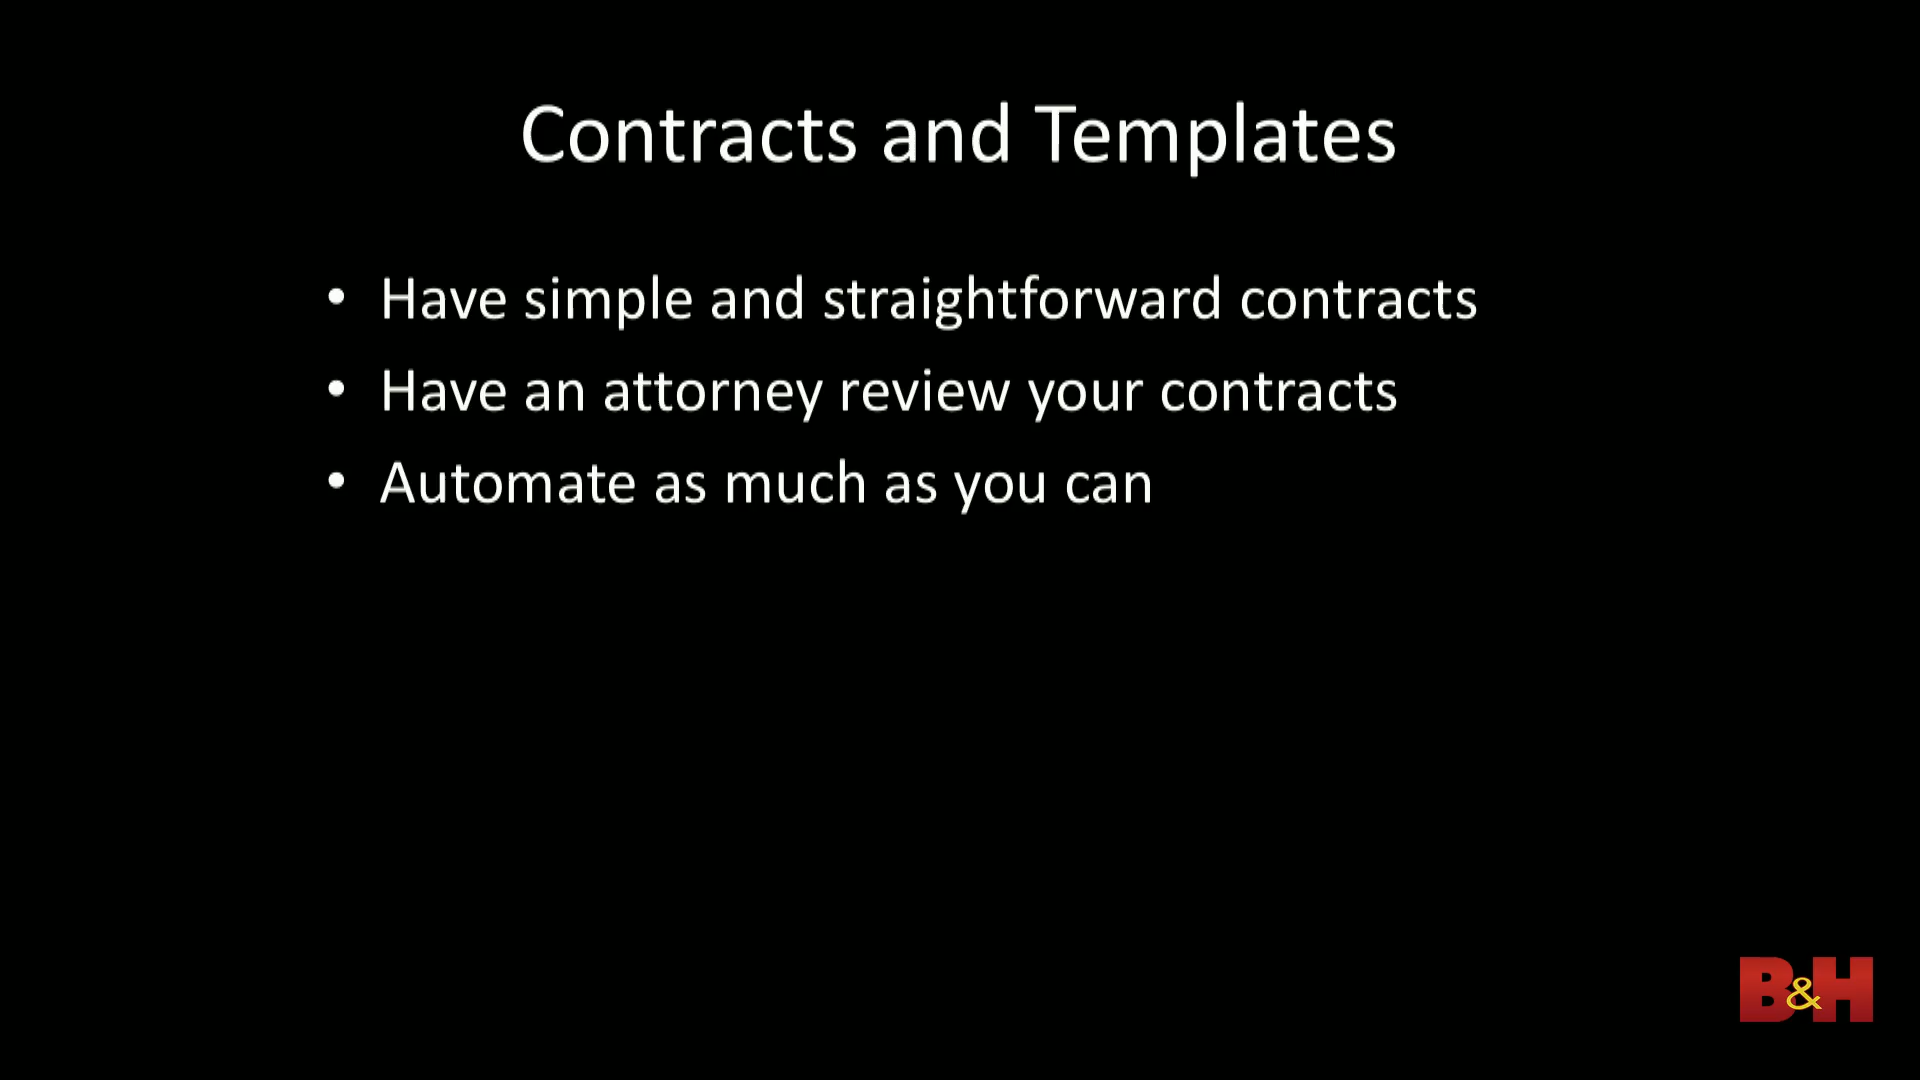 Contracts and Templates
• Have simple and straightforward contracts
• Have an attorney review your contracts
• Automate as much as you can
B&H